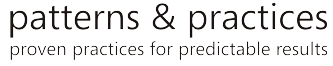 patterns & practices
proven practices for predictable results